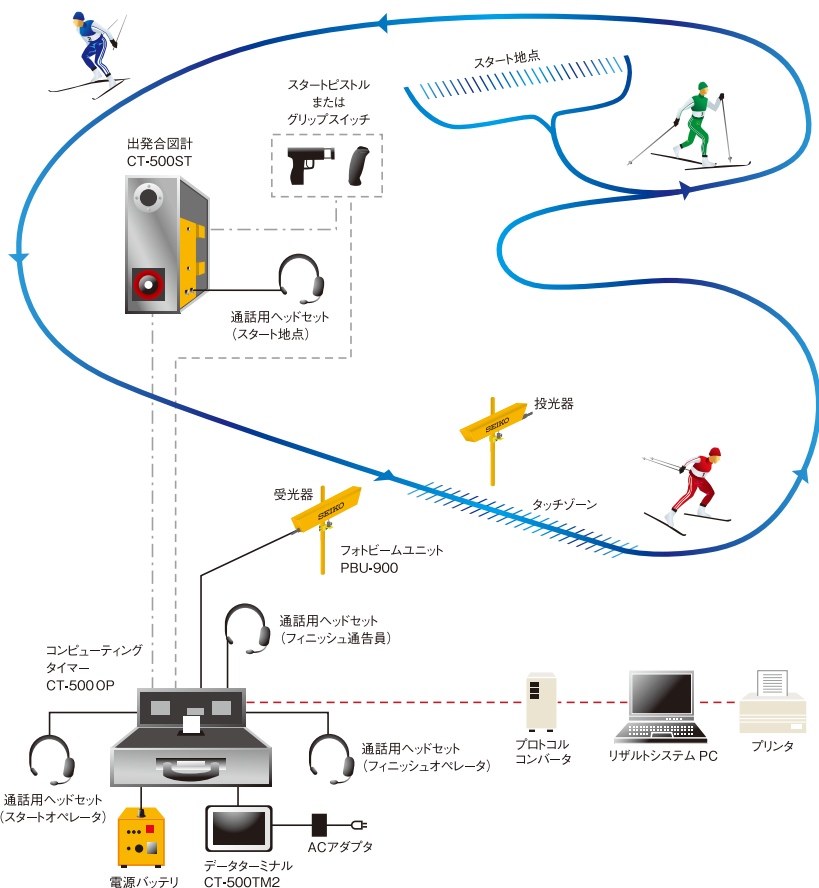 スタート地点
スタートピストル
または
グリップスイッチ
出発合図計
CT-500ST
通話用ヘッドセット
（スタート地点）
投光器
SEIKO
受光器
SEIKO
タッチゾーン
フォトビームユニット
PBU-900
通話用ヘッドセット
（フィニッシュ通告員）
コンピューティング
タイマー
CT-500 OP
プロトコル
コンバータ
リザルトシステム PC
プリンタ
通話用ヘッドセット
（フィニッシュオペレータ）
通話用ヘッドセット
（スタートオペレータ）
ACアダプタ
電源バッテリ
データターミナル
CT-500TM2